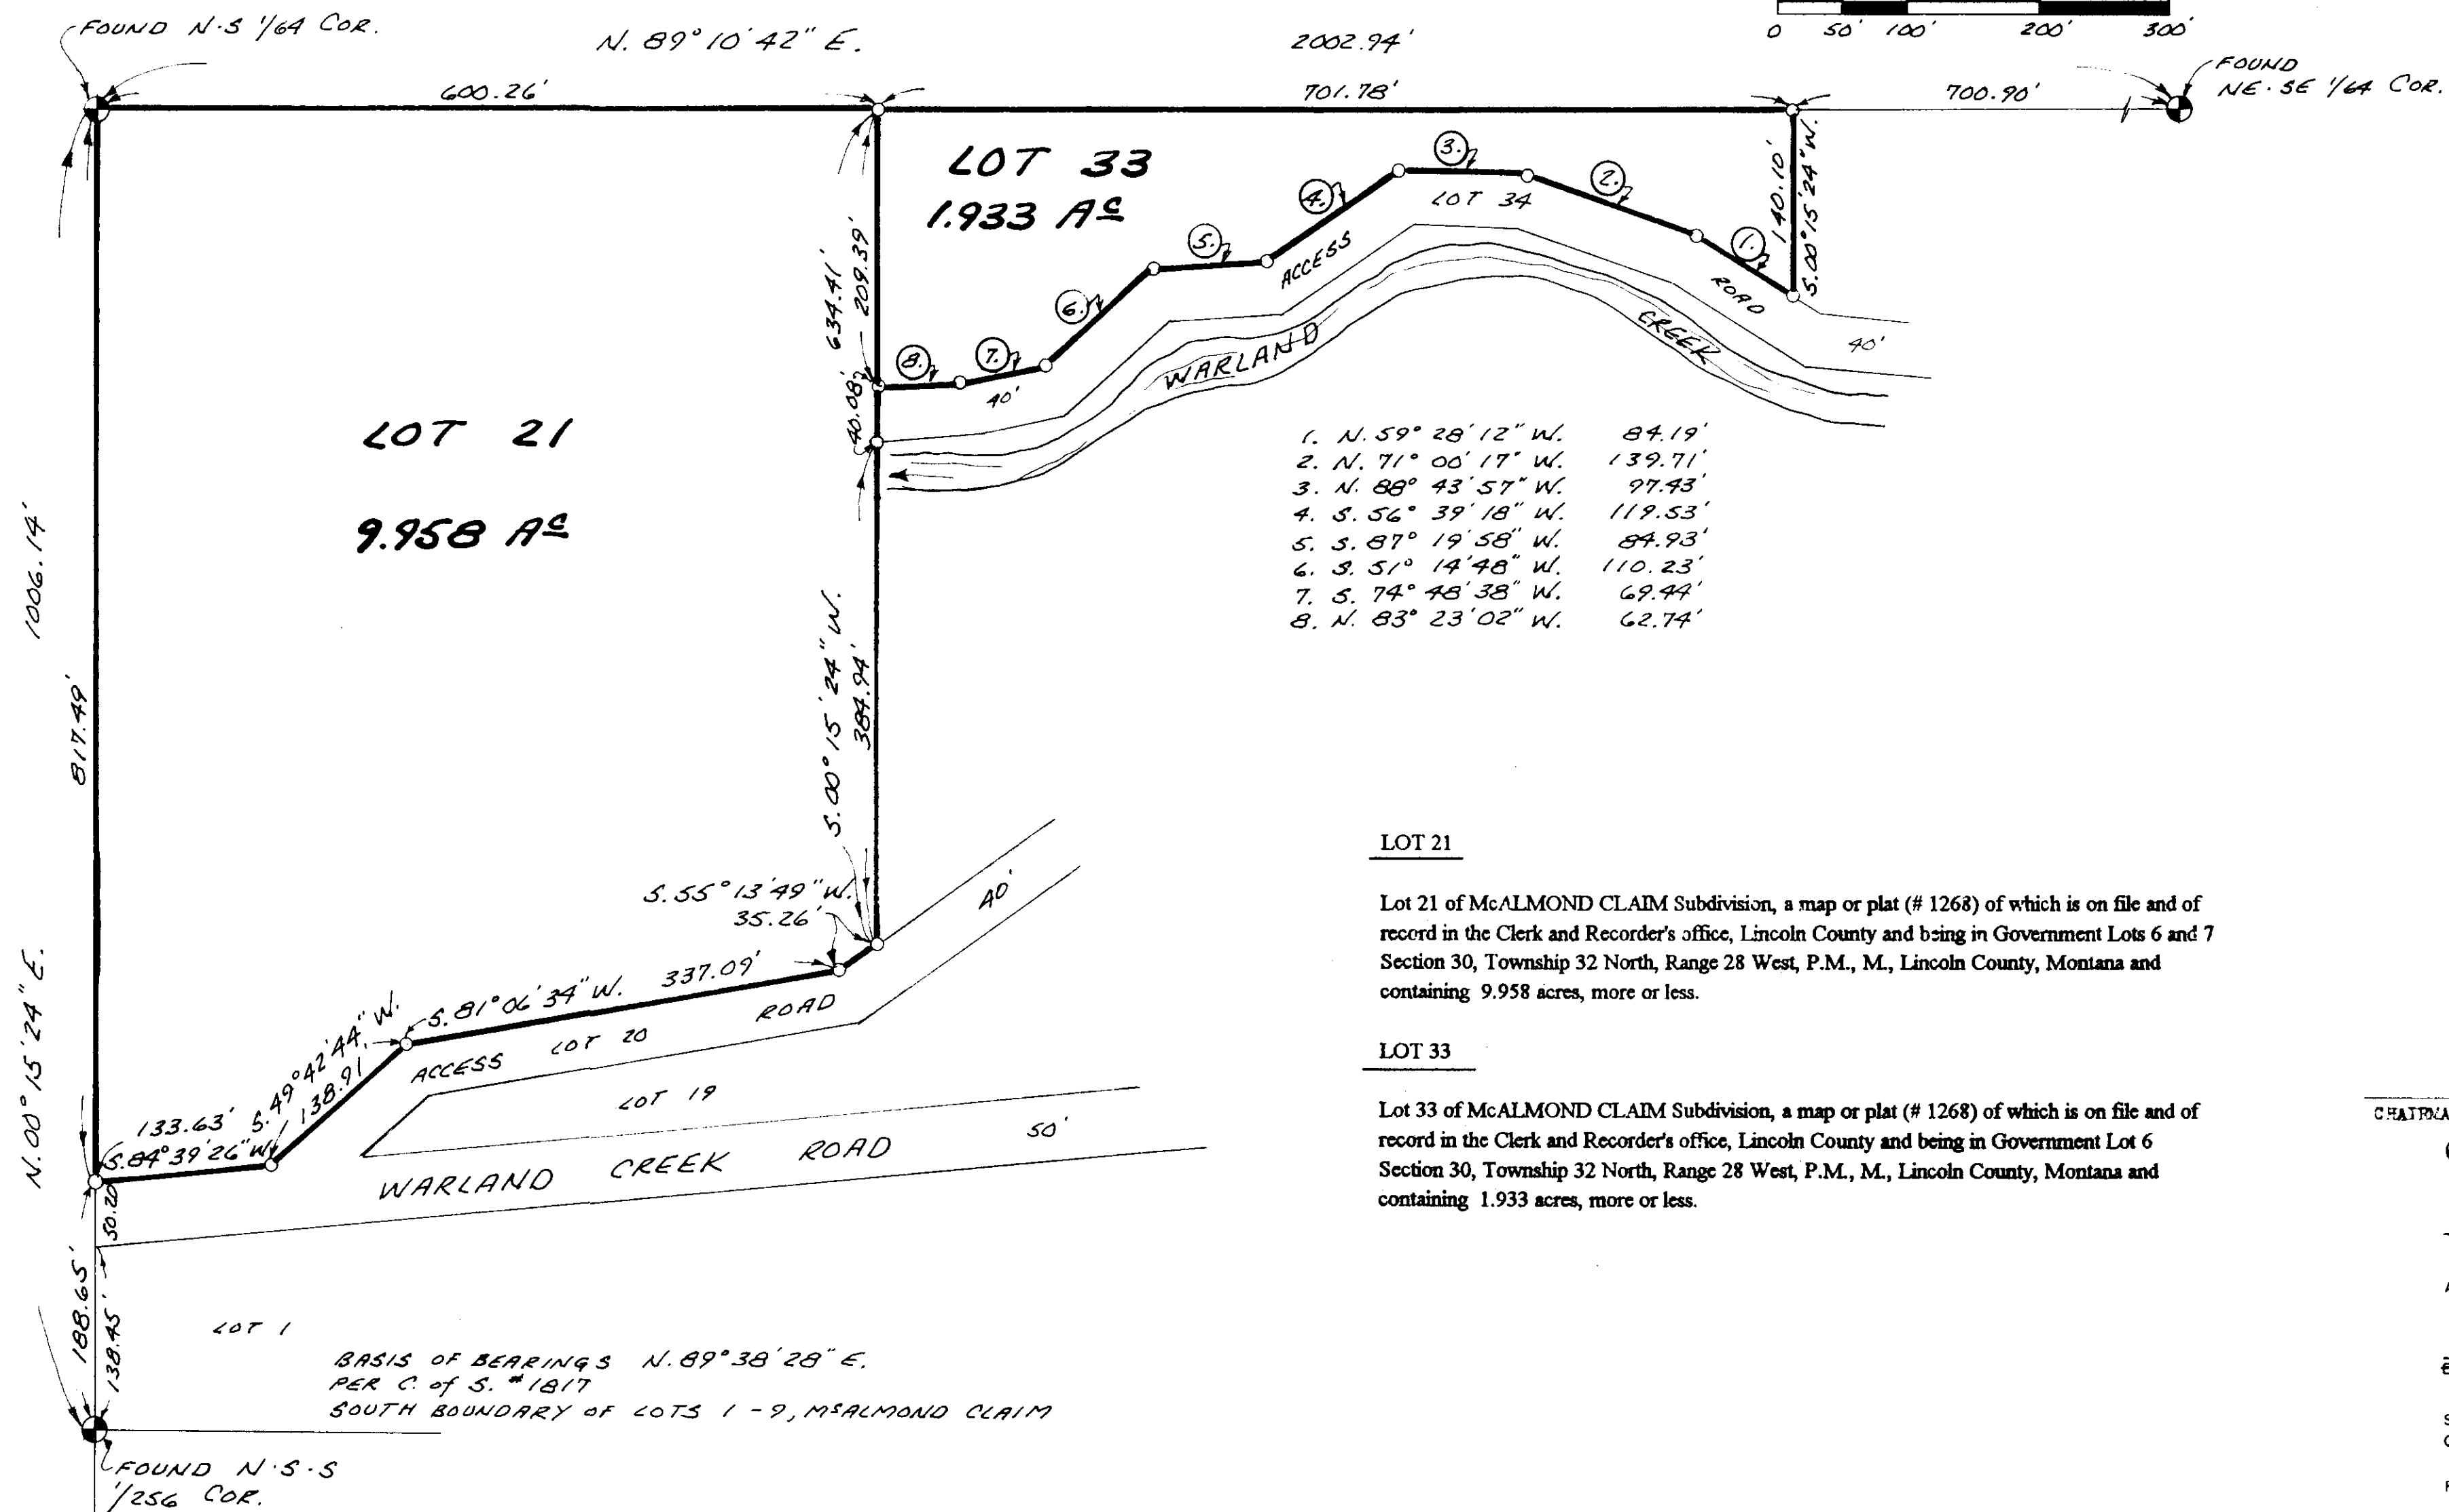 0 50' 100' 200' 300'
FOUND N·S 1/64 COR.
N. 89° 10' 42" E.
2002.94'
FOUND
NE·SE 1/64 COR.
600.26'
701.78'
700.90'
LOT 33
1.933 Ac
3.
2.
4.
5.
1.
6.
7.
8.
LOT 34
ACCESS
ROAD
40'
40'
WARLAND
CREEK
140.10'
S. 00° 15' 24" W.
634.41'
209.39'
40.08'
LOT 21
9.958 Ac
1. N. 59° 28' 12" W. 84.19'
2. N. 71° 00' 17" W. 139.71'
3. N. 88° 43' 57" W. 97.43'
4. S. 56° 39' 18" W. 119.53'
5. S. 87° 19' 58" W. 84.93'
6. S. 51° 14' 48" W. 110.23'
7. S. 74° 48' 38" W. 69.44'
8. N. 83° 23' 02" W. 62.74'
1006.14'
817.49'
N. 00° 15' 24" E.
S. 00° 15' 24" W.
384.94'
S. 55° 13' 49" W.
35.26'
40'
S. 81° 06' 34" W. 337.09'
S. 49° 42' 44" W.
138.91
133.63'
S. 84° 39' 26" W.
ACCESS LOT 20 ROAD
LOT 19
WARLAND CREEK ROAD 50'
50.20
188.65'
138.45'
LOT 1
BASIS OF BEARINGS N. 89° 38' 28" E.
PER C. of S. #1817
SOUTH BOUNDARY OF LOTS 1 - 9, McALMOND CLAIM
FOUND N·S·S
1/256 COR.
LOT 21
Lot 21 of McALMOND CLAIM Subdivision, a map or plat (# 1268) of which is on file and of
record in the Clerk and Recorder's office, Lincoln County and being in Government Lots 6 and 7
Section 30, Township 32 North, Range 28 West, P.M., M., Lincoln County, Montana and
containing 9.958 acres, more or less.
LOT 33
Lot 33 of McALMOND CLAIM Subdivision, a map or plat (# 1268) of which is on file and of
record in the Clerk and Recorder's office, Lincoln County and being in Government Lot 6
Section 30, Township 32 North, Range 28 West, P.M., M., Lincoln County, Montana and
containing 1.933 acres, more or less.